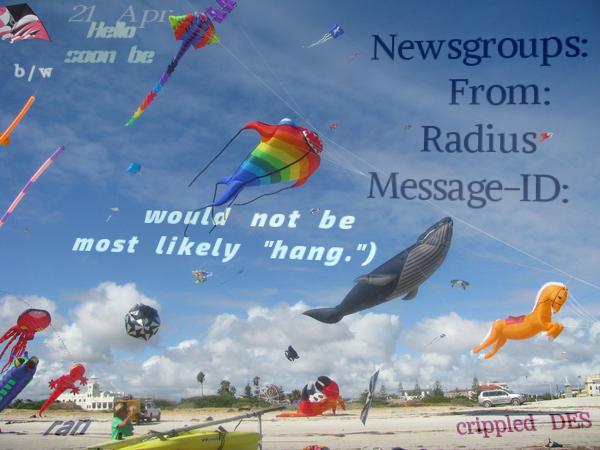 21 Apr
Hello
soon be
b/w
Newsgroups:
From:
Radius
Message-ID:
would not be
most likely "hang.")
ran
crippled DES